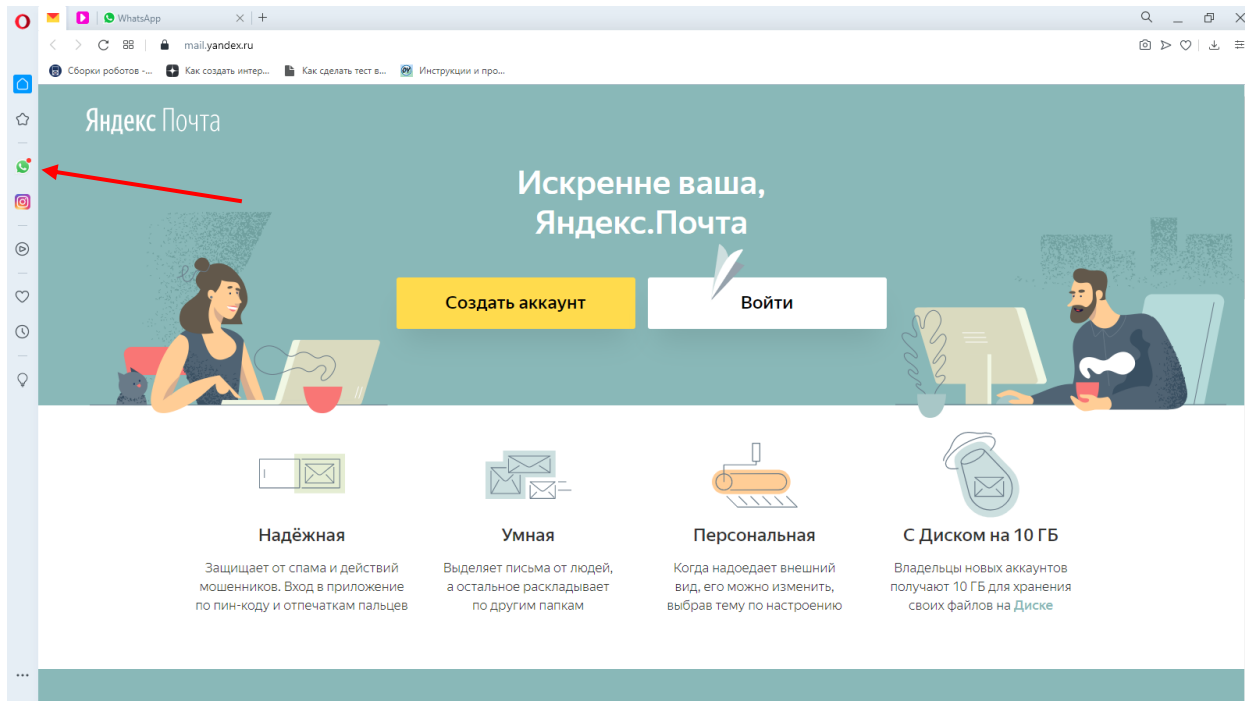 WhatsApp
mail.yandex.ru
Сборки роботов -...
Как создать интер...
Как сделать тест в...
Инструкции и про...
Яндекс Почта
Искренне ваша,
Яндекс.Почта
Создать аккаунт
Войти
Надёжная
Защищает от спама и действий
мошенников. Вход в приложение
по пин-коду и отпечаткам пальцев
Умная
Выделяет письма от людей,
а остальное раскладывает
по другим папкам
Персональная
Когда надоедает внешний
вид, его можно изменить,
выбрав тему по настроению
С Диском на 10 ГБ
Владельцы новых аккаунтов
получают 10 ГБ для хранения
своих файлов на Диске